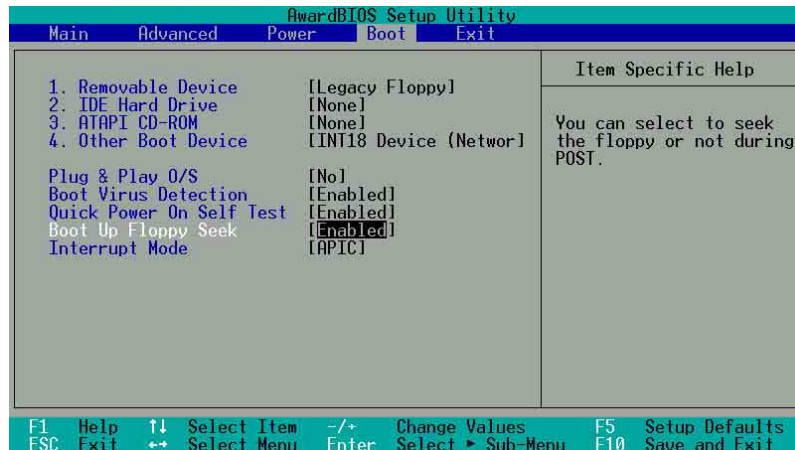 AwardBIOS Setup Utility
Main Advanced Power Boot Exit
1. Removable Device [Legacy Floppy]
2. IDE Hard Drive [None]
3. ATAPI CD-ROM [None]
4. Other Boot Device [INT18 Device (Networ]
Plug & Play O/S [No]
Boot Virus Detection [Enabled]
Quick Power On Self Test [Enabled]
Boot Up Floppy Seek [Enabled]
Interrupt Mode [APIC]
Item Specific Help
You can select to seek
the floppy or not during
POST.
F1 Help ↑↓ Select Item -/+ Change Values F5 Setup Defaults
ESC Exit ←→ Select Menu Enter Select ► Sub-Menu F10 Save and Exit